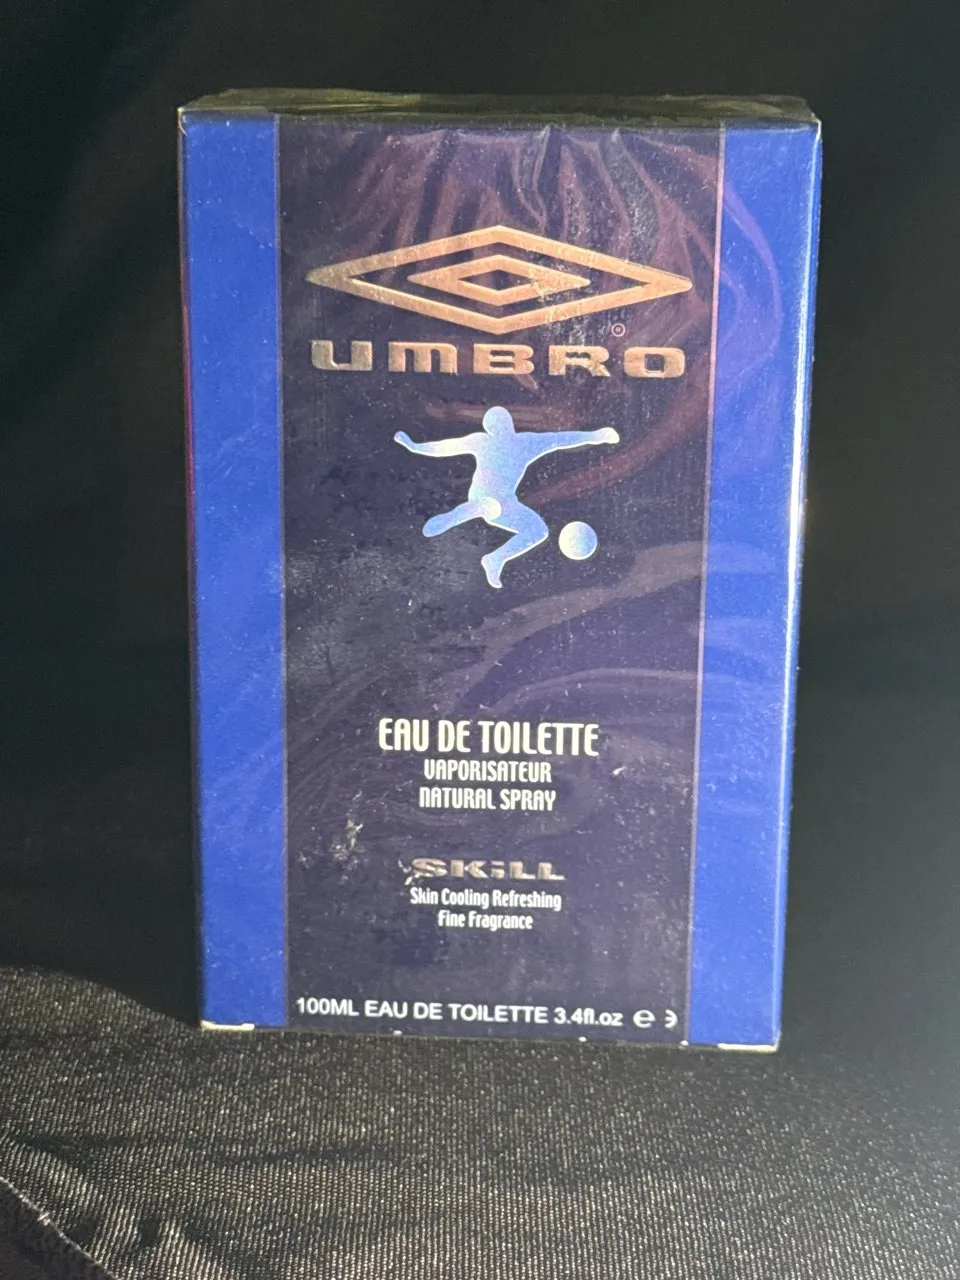 UMBRO®
EAU DE TOILETTE
VAPORISATEUR
NATURAL SPRAY
SKiLL
Skin Cooling Refreshing
Fine Fragrance
100ML EAU DE TOILETTE 3.4fl.oz e